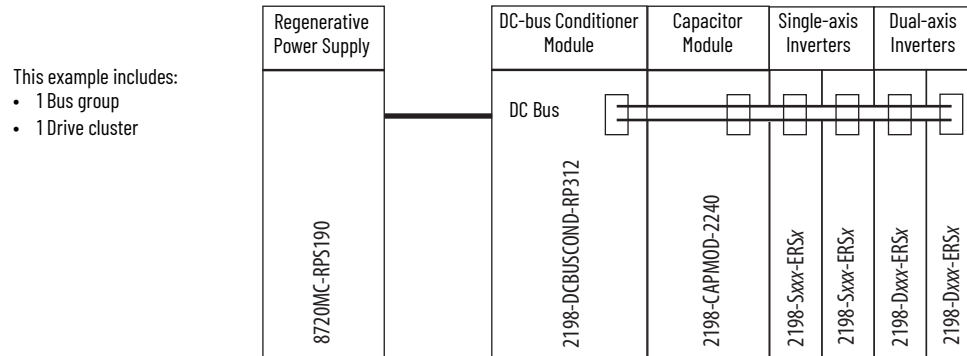 This example includes:
• 1 Bus group
• 1 Drive cluster
Regenerative
Power Supply
DC-bus Conditioner
Module
Capacitor
Module
Single-axis
Inverters
Dual-axis
Inverters
DC Bus
8720MC-RPS190
2198-DCBUSCOND-RP312
2198-CAPMOD-2240
2198-Sxxx-ERSx
2198-Sxxx-ERSx
2198-Dxxx-ERSx
2198-Dxxx-ERSx